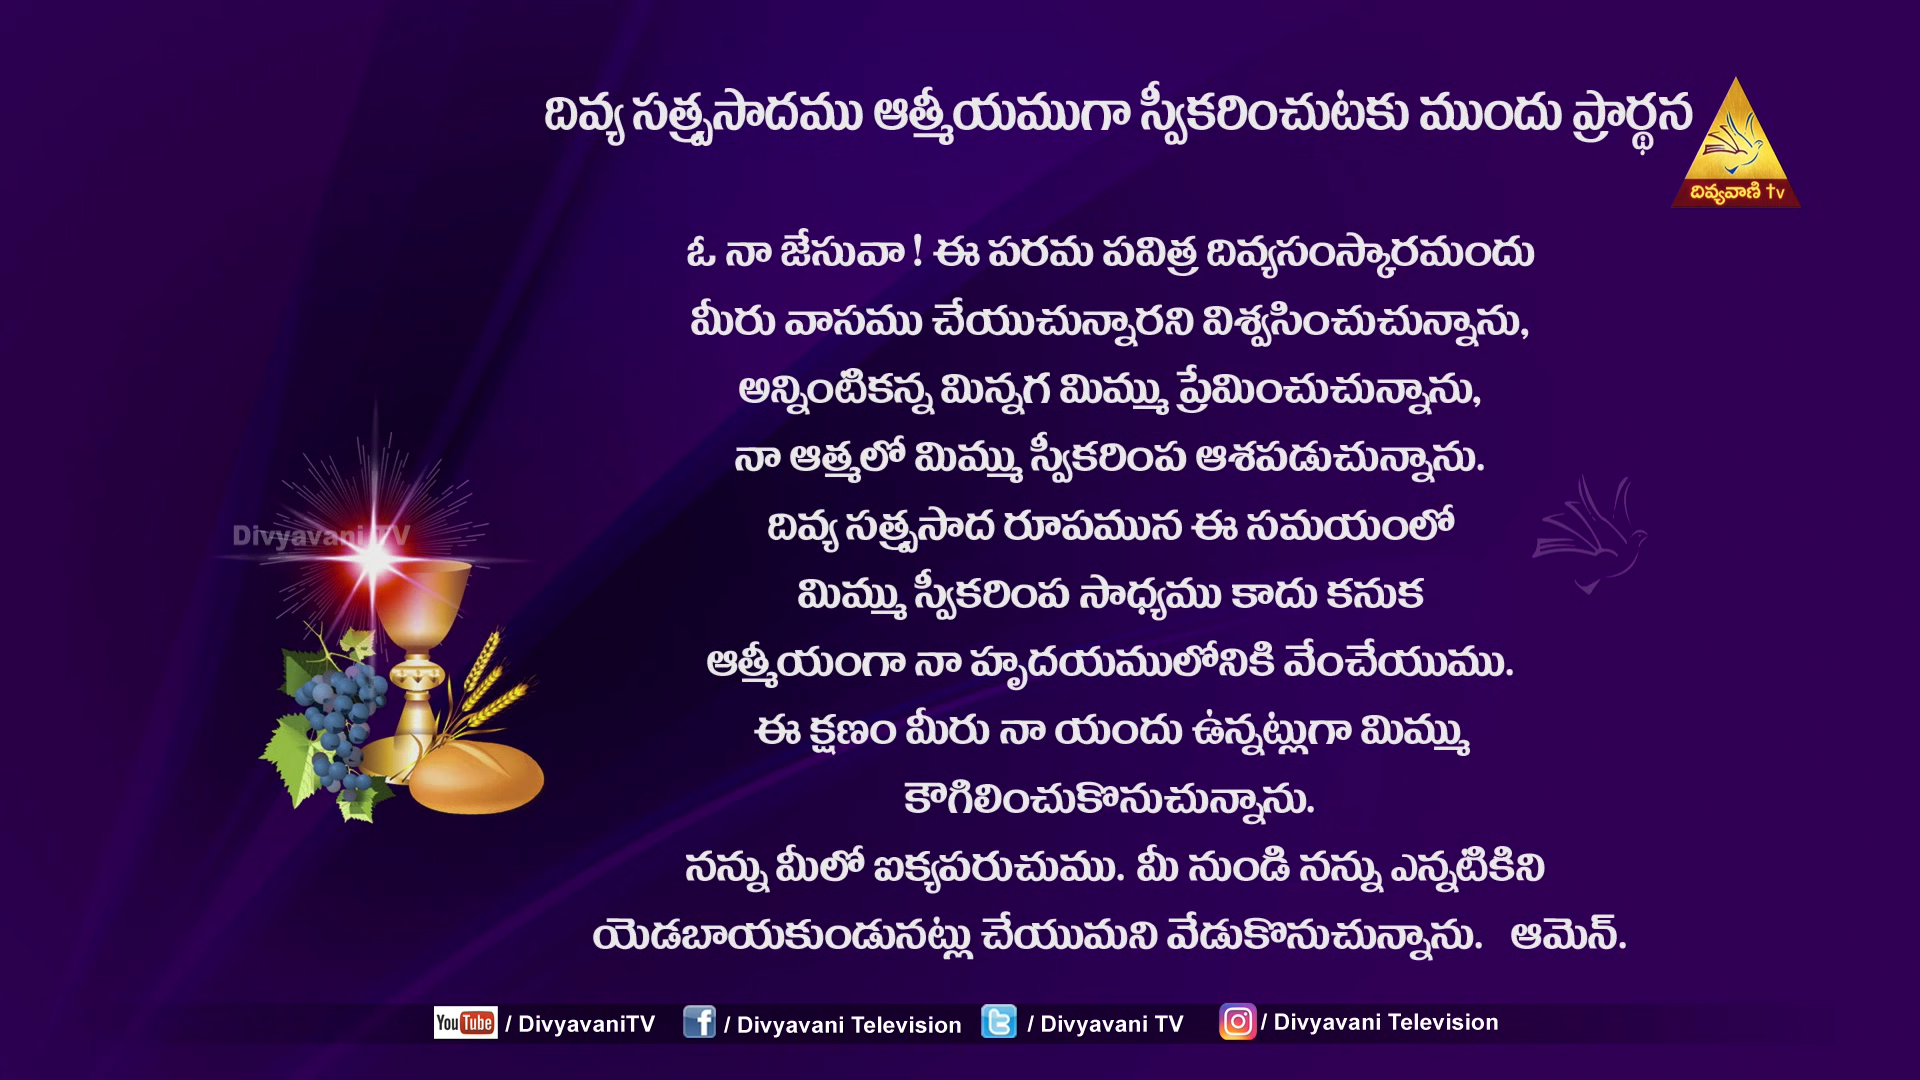 దివ్య సత్ప్రసాదము ఆత్మీయముగా స్వీకరించుటకు ముందు ప్రార్థన
దివ్యవాణి tv
ఓ నా జేసువా ! ఈ పరమ పవిత్ర దివ్యసంస్కారమందు
మీరు వాసము చేయుచున్నారని విశ్వసించుచున్నాను,
అన్నింటికన్న మిన్నగ మిమ్ము ప్రేమించుచున్నాను,
నా ఆత్మలో మిమ్ము స్వీకరింప ఆశపడుచున్నాను.
దివ్య సత్ప్రసాద రూపమున ఈ సమయంలో
Divyavani TV
మిమ్ము స్వీకరింప సాధ్యము కాదు కనుక
ఆత్మీయంగా నా హృదయములోనికి వేంచేయుము.
ఈ క్షణం మీరు నా యందు ఉన్నట్లుగా మిమ్ము
కౌగిలించుకొనుచున్నాను.
నన్ను మీలో ఐక్యపరుచుము. మీ నుండి నన్ను ఎన్నటికిని
యెడబాయకుండునట్లు చేయుమని వేడుకొనుచున్నాను. ఆమెన్.
YouTube / DivyavaniTV f / Divyavani Television / Divyavani TV / Divyavani Television